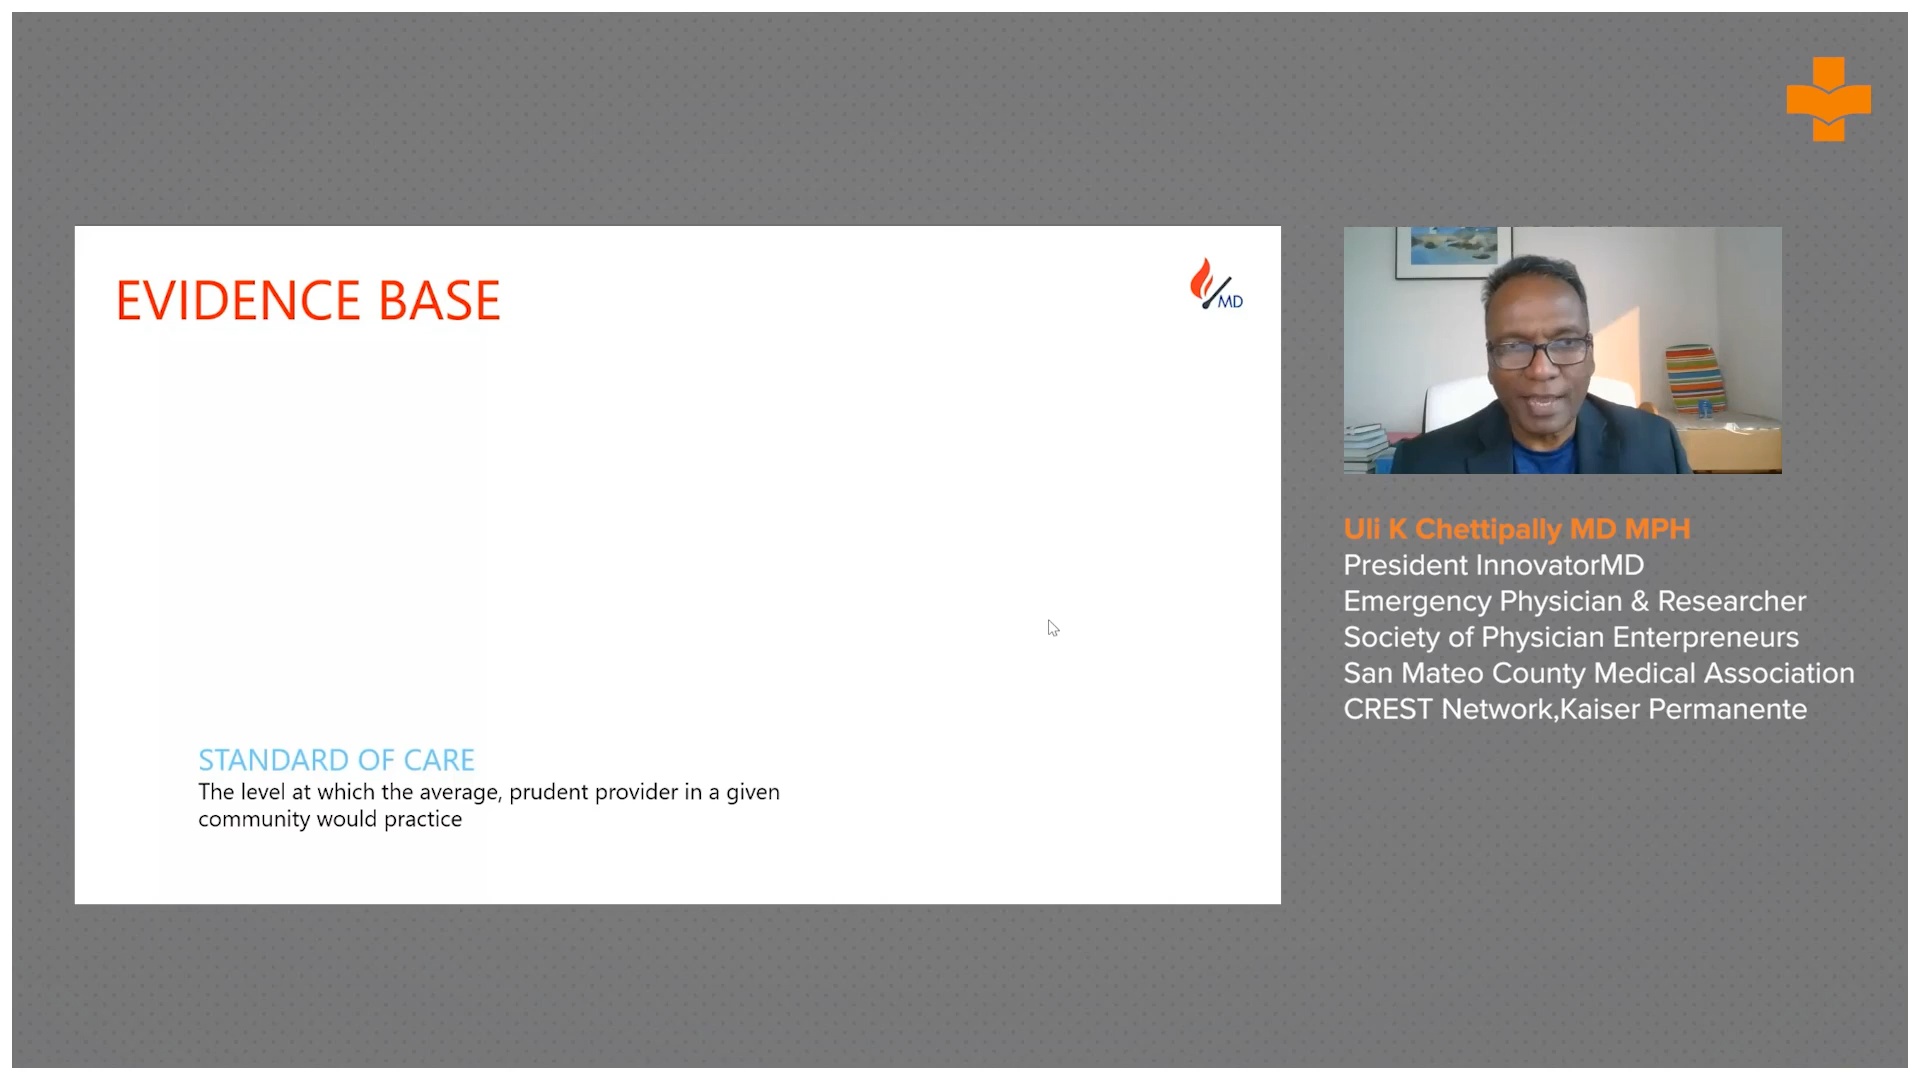 EVIDENCE BASE
MD
STANDARD OF CARE
The level at which the average, prudent provider in a given
community would practice
Uli K Chettipally MD MPH
President InnovatorMD
Emergency Physician & Researcher
Society of Physician Enterpreneurs
San Mateo County Medical Association
CREST Network,Kaiser Permanente